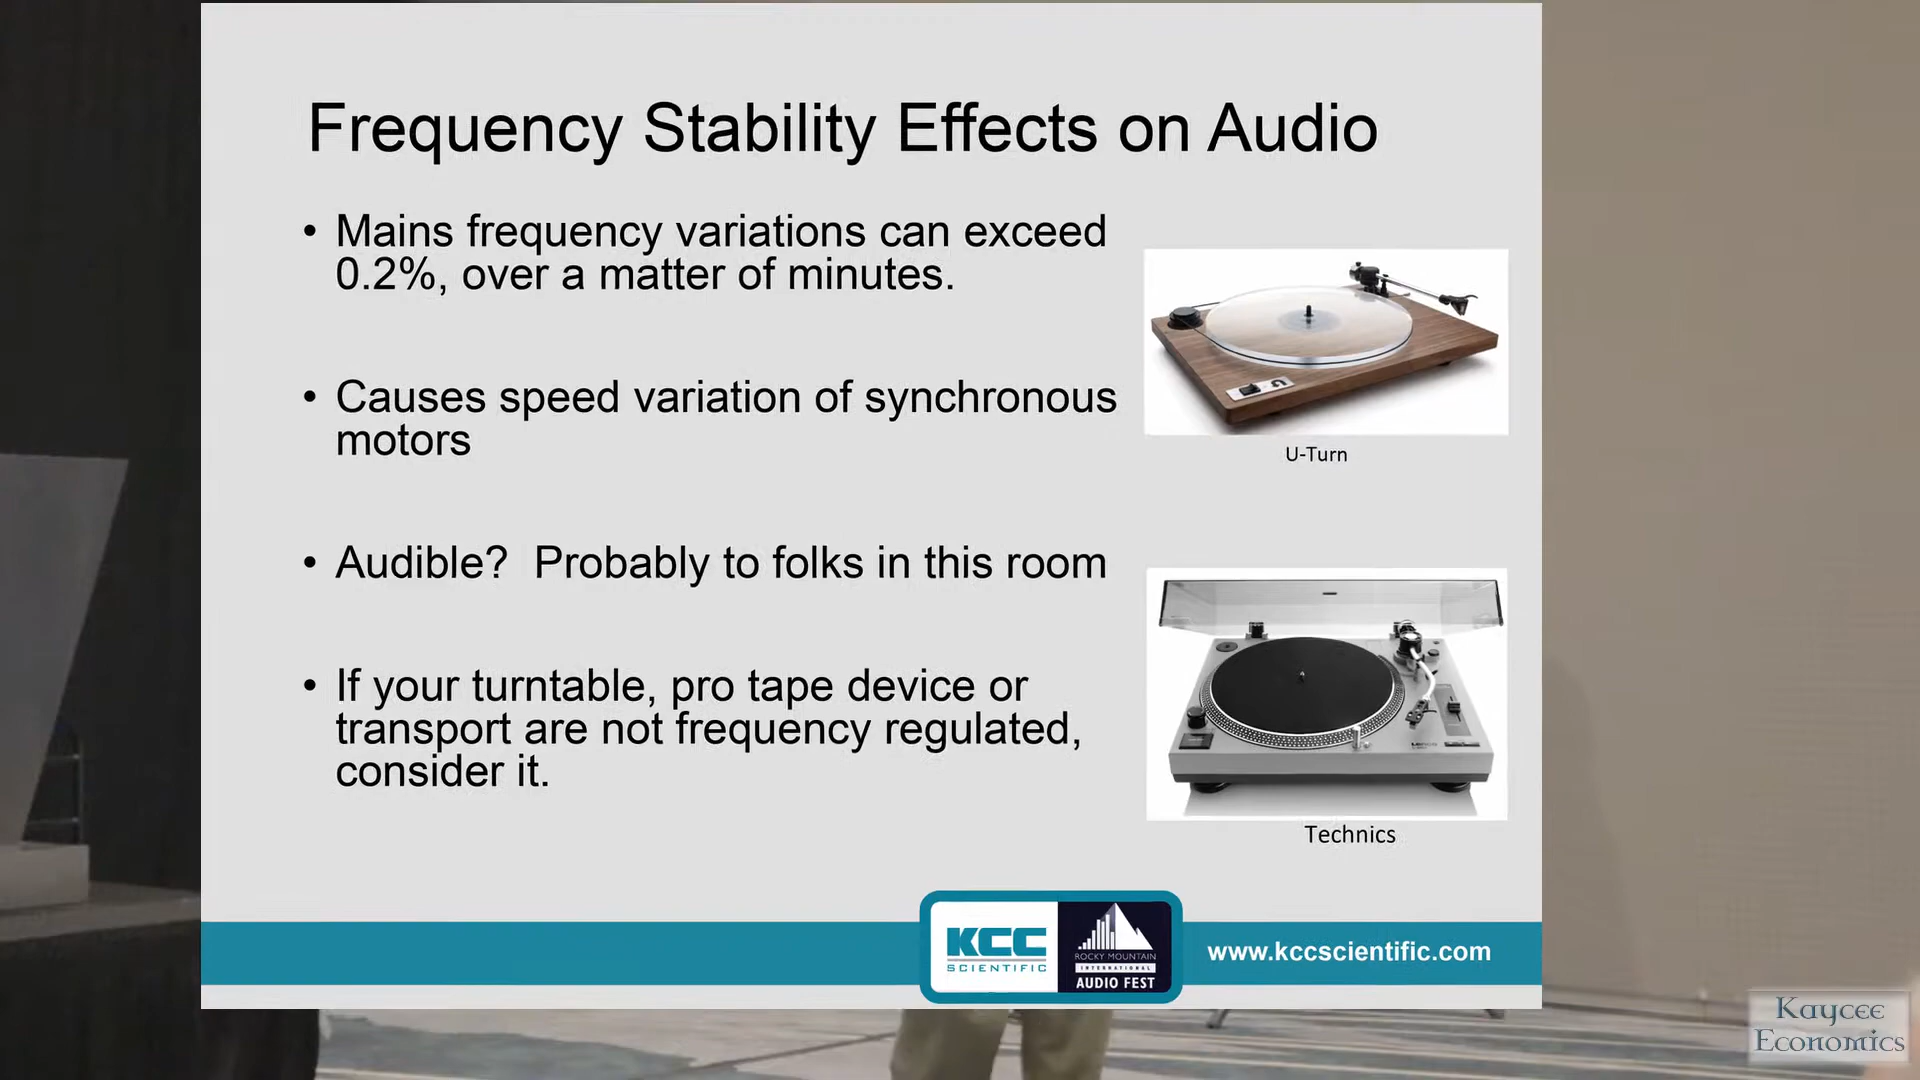 Frequency Stability Effects on Audio
• Mains frequency variations can exceed
0.2%, over a matter of minutes.
• Causes speed variation of synchronous
motors
• Audible?  Probably to folks in this room
• If your turntable, pro tape device or
transport are not frequency regulated,
consider it.
U-Turn
Technics
KCC
SCIENTIFIC
ROCKY MOUNTAIN
INTERNATIONAL
AUDIO FEST
www.kccscientific.com
Kaycee
Economics